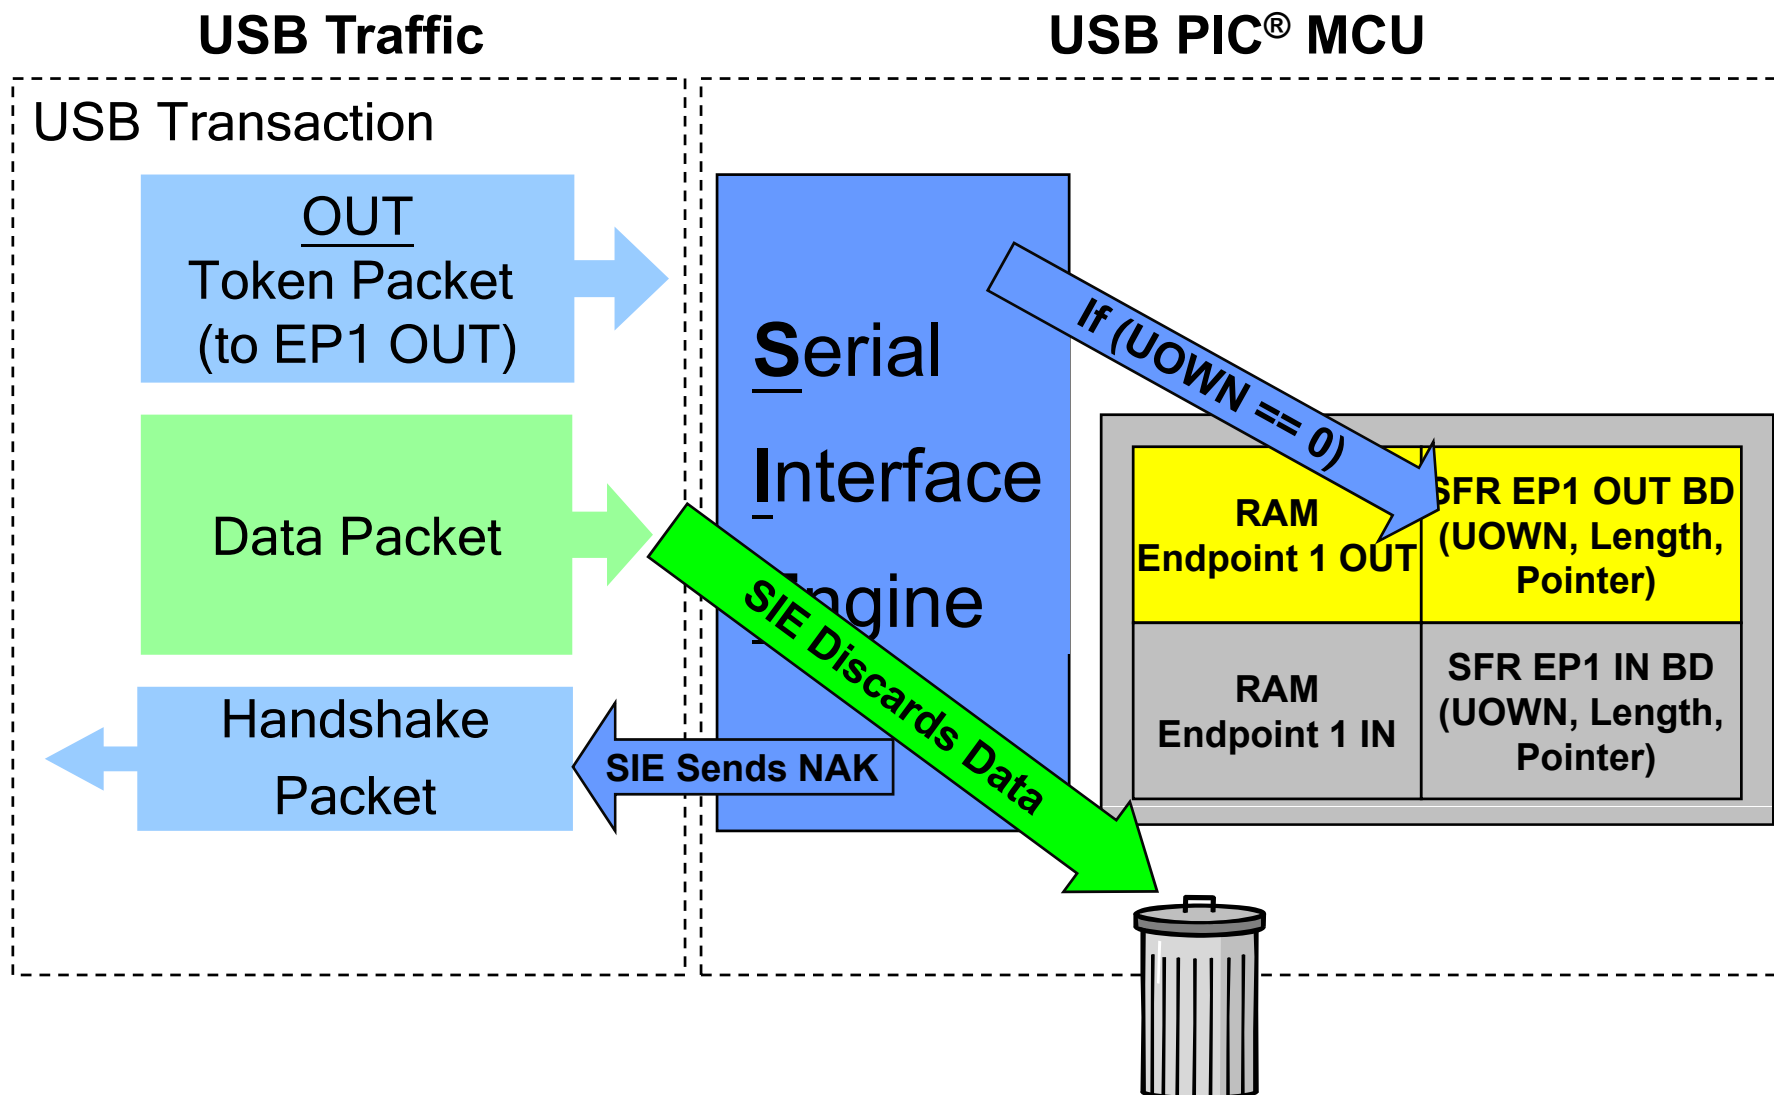 USB Traffic
USB PIC® MCU
USB Transaction
OUT
Token Packet
(to EP1 OUT)
Data Packet
Handshake
Packet
Serial
Interface
Engine
If (UOWN == 0)
SIE Discards Data
SIE Sends NAK
RAM
Endpoint 1 OUT
SFR EP1 OUT BD
(UOWN, Length,
Pointer)
RAM
Endpoint 1 IN
SFR EP1 IN BD
(UOWN, Length,
Pointer)